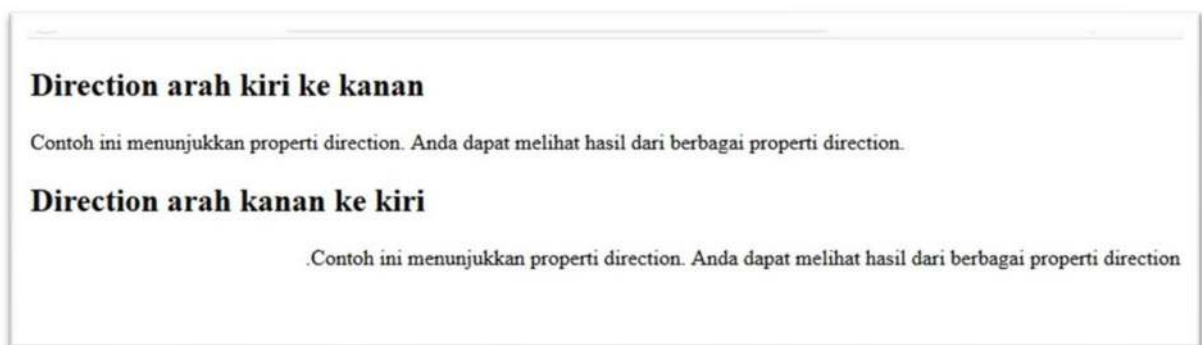 Direction arah kiri ke kanan
Contoh ini menunjukkan properti direction. Anda dapat melihat hasil dari berbagai properti direction.
Direction arah kanan ke kiri
.Contoh ini menunjukkan properti direction. Anda dapat melihat hasil dari berbagai properti direction